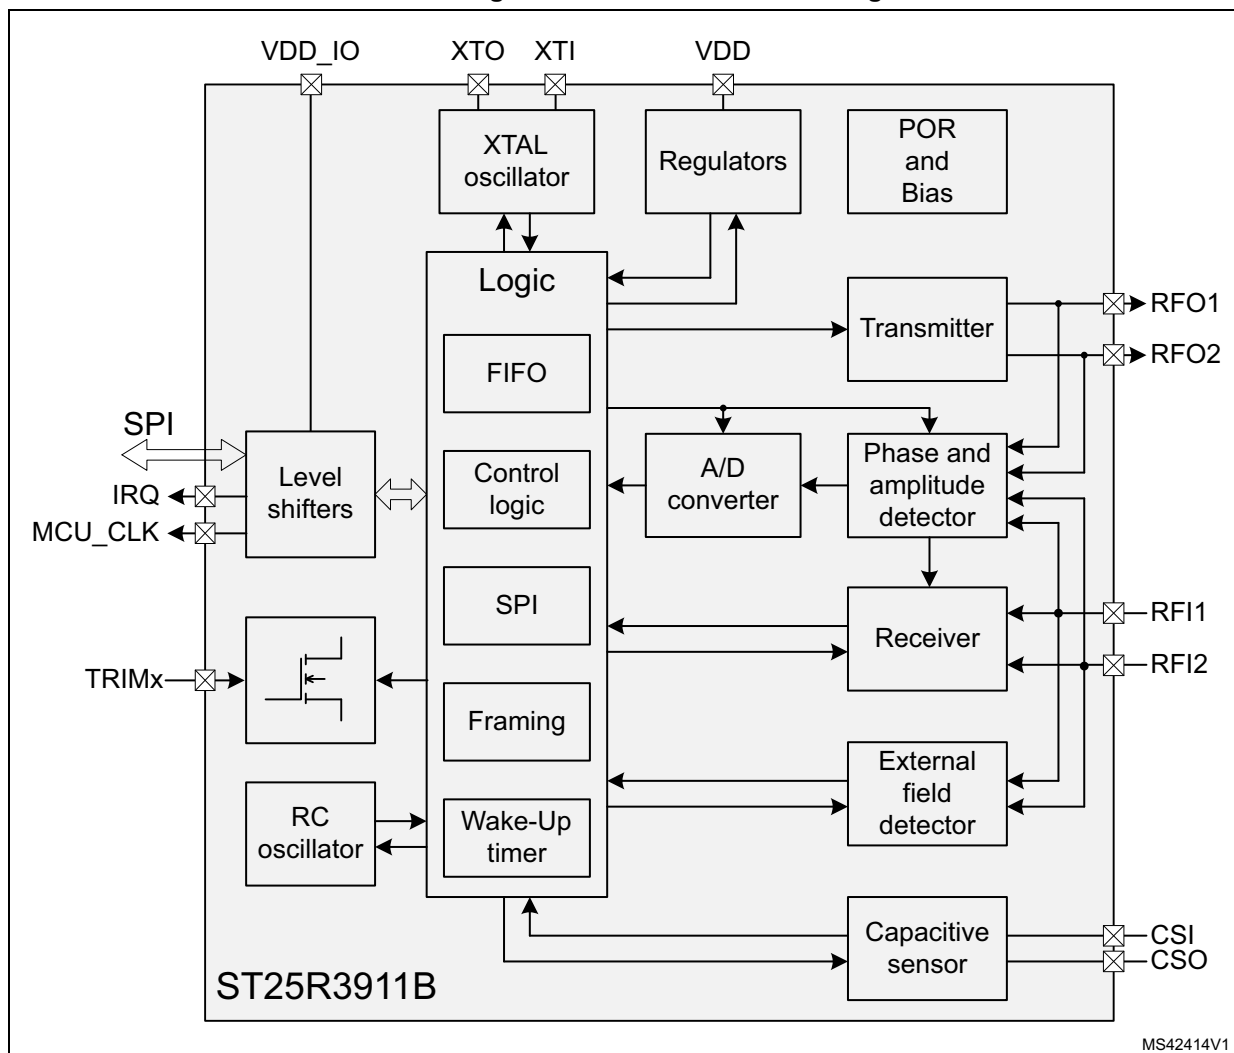 VDD_IO
XTO
XTI
VDD
XTAL
oscillator
Regulators
POR
and
Bias
Logic
FIFO
Control
logic
SPI
Framing
Wake-Up
timer
Transmitter
RFO1
RFO2
SPI
IRQ
MCU_CLK
Level
shifters
A/D
converter
Phase and
amplitude
detector
Receiver
RFI1
RFI2
TRIMx
External
field
detector
RC
oscillator
Capacitive
sensor
CSI
CSO
ST25R3911B
MS42414V1